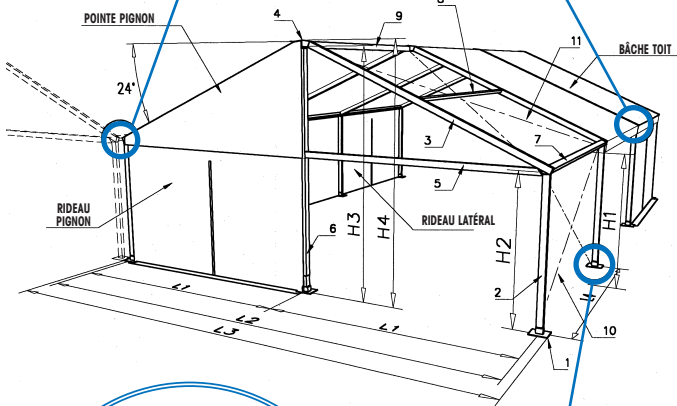 4
9
POINTE PIGNON
11
BÂCHE TOIT
24°
3
7
5
RIDEAU
PIGNON
RIDEAU LATÉRAL
6
H3
H4
H2
H1
2
10
1
L1
L2
L3
L1